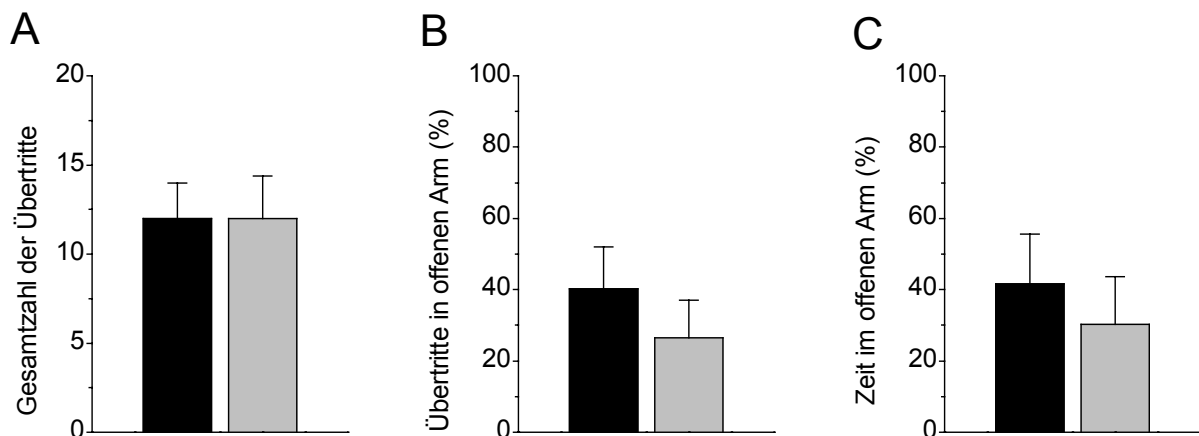 A
Gesamtzahl der Übertritte
20
15
10
5
0
B
Übertritte in offenen Arm (%)
100
80
60
40
20
0
C
Zeit im offenen Arm (%)
100
80
60
40
20
0